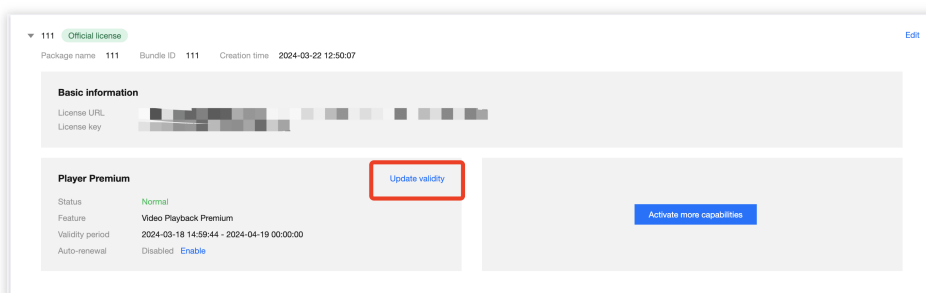 111 Official license Edit
Package name 111 Bundle ID 111 Creation time 2024-03-22 12:50:07
Basic information
License URL
License key
Player Premium Update validity
Status Normal
Feature Video Playback Premium
Validity period 2024-03-18 14:59:44 - 2024-04-19 00:00:00
Auto-renewal Disabled Enable
Activate more capabilities